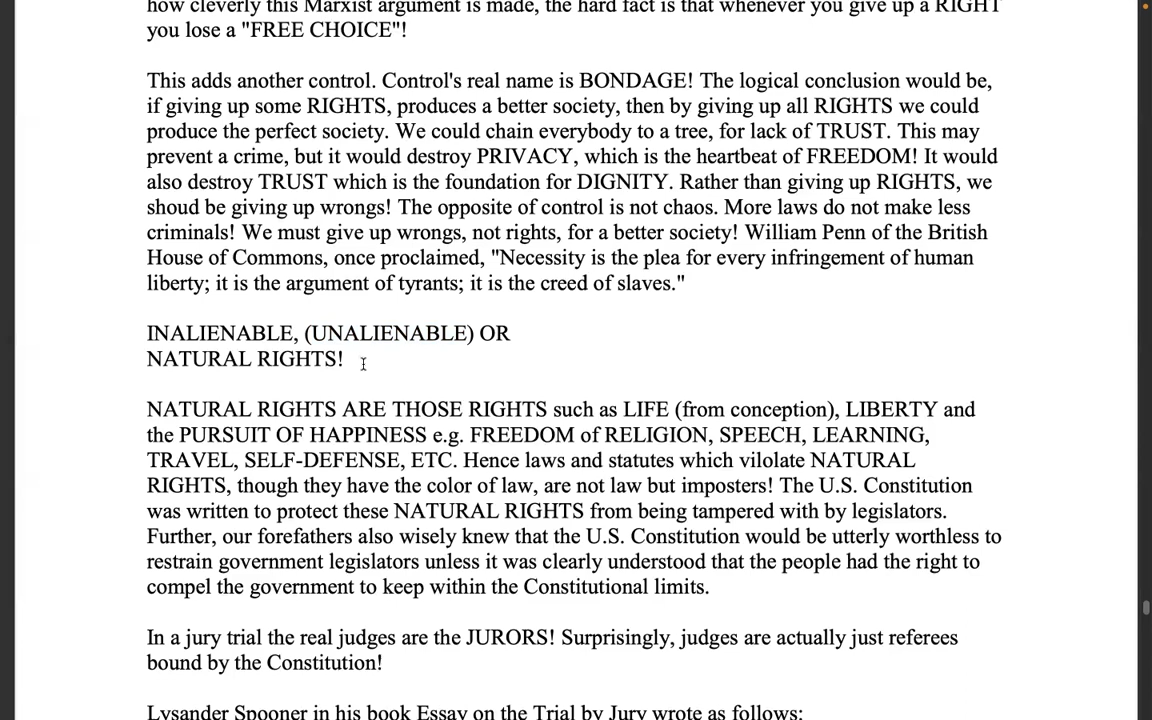 how cleverly this Marxist argument is made, the hard fact is that whenever you give up a RIGHT
you lose a "FREE CHOICE"!
This adds another control. Control's real name is BONDAGE! The logical conclusion would be,
if giving up some RIGHTS, produces a better society, then by giving up all RIGHTS we could
produce the perfect society. We could chain everybody to a tree, for lack of TRUST. This may
prevent a crime, but it would destroy PRIVACY, which is the heartbeat of FREEDOM! It would
also destroy TRUST which is the foundation for DIGNITY. Rather than giving up RIGHTS, we
shoud be giving up wrongs! The opposite of control is not chaos. More laws do not make less
criminals! We must give up wrongs, not rights, for a better society! William Penn of the British
House of Commons, once proclaimed, "Necessity is the plea for every infringement of human
liberty; it is the argument of tyrants; it is the creed of slaves."
INALIENABLE, (UNALIENABLE) OR
NATURAL RIGHTS!
NATURAL RIGHTS ARE THOSE RIGHTS such as LIFE (from conception), LIBERTY and
the PURSUIT OF HAPPINESS e.g. FREEDOM of RELIGION, SPEECH, LEARNING,
TRAVEL, SELF-DEFENSE, ETC. Hence laws and statutes which vilolate NATURAL
RIGHTS, though they have the color of law, are not law but imposters! The U.S. Constitution
was written to protect these NATURAL RIGHTS from being tampered with by legislators.
Further, our forefathers also wisely knew that the U.S. Constitution would be utterly worthless to
restrain government legislators unless it was clearly understood that the people had the right to
compel the government to keep within the Constitutional limits.
In a jury trial the real judges are the JURORS! Surprisingly, judges are actually just referees
bound by the Constitution!
Lysander Spooner in his book Essay on the Trial by Jury wrote as follows: